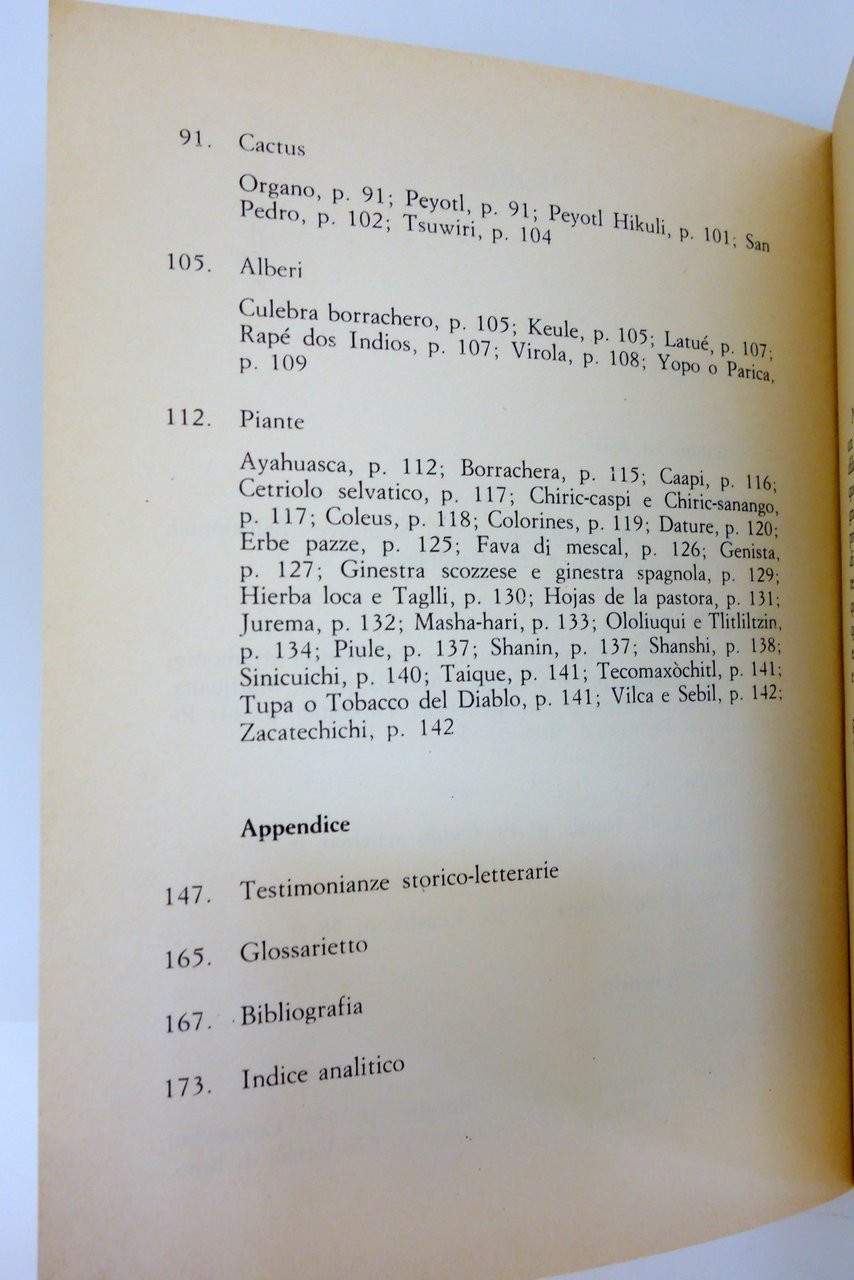 91. Cactus
Organo, p. 91; Peyotl, p. 91; Peyotl Hikuli, p. 101; San
Pedro, p. 102; Tsuwiri, p. 104
105. Alberi
Culebra borrachero, p. 105; Keule, p. 105; Latué, p. 107;
Rapé dos Indios, p. 107; Virola, p. 108; Yopo o Parica,
p. 109
112. Piante
Ayahuasca, p. 112; Borrachera, p. 115; Caapi, p. 116;
Cetriolo selvatico, p. 117; Chiric-caspi e Chiric-sanango,
p. 117; Coleus, p. 118; Colorines, p. 119; Dature, p. 120;
Erbe pazze, p. 125; Fava di mescal, p. 126; Genista,
p. 127; Ginestra scozzese e ginestra spagnola, p. 129;
Hierba loca e Taglli, p. 130; Hojas de la pastora, p. 131;
Jurema, p. 132; Masha-hari, p. 133; Ololiuqui e Tlitliltzin,
p. 134; Piule, p. 137; Shanin, p. 137; Shanshi, p. 138;
Sinicuichi, p. 140; Taique, p. 141; Tecomaxòchitl, p. 141;
Tupa o Tobacco del Diablo, p. 141; Vilca e Sebil, p. 142;
Zacatechichi, p. 142
Appendice
147. Testimonianze storico-letterarie
165. Glossarietto
167. Bibliografia
173. Indice analitico